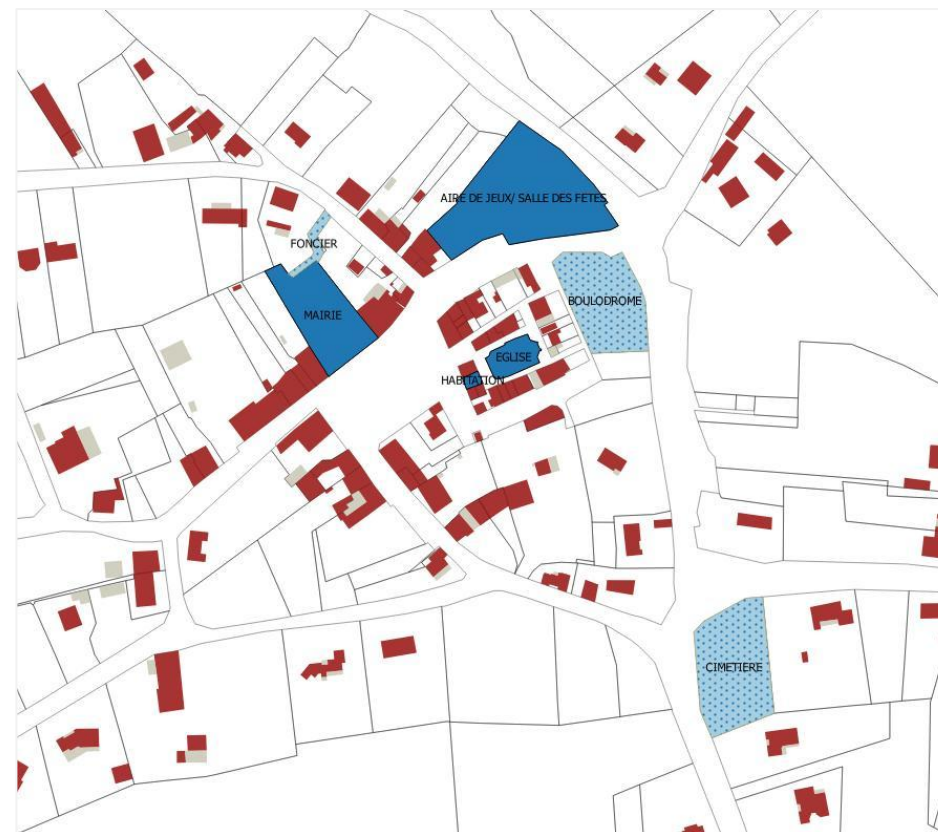 AIRE DE JEUX/ SALLE DES FETES
FONCIER
BOULODROME
MAIRIE
EGLISE
HABITATION
CIMETIERE